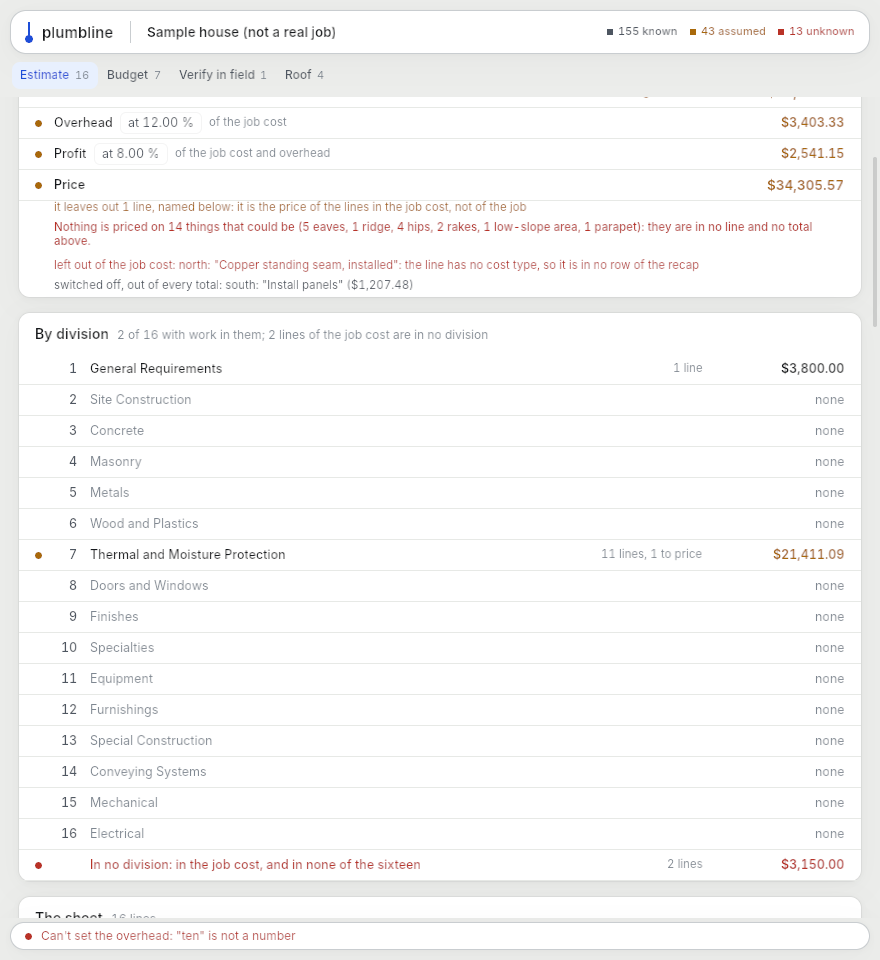 plumbline
Sample house (not a real job)
155 known
43 assumed
13 unknown
Estimate 16
Budget 7
Verify in field 1
Roof 4
Overhead at 12.00 % of the job cost $3,403.33
Profit at 8.00 % of the job cost and overhead $2,541.15
Price $34,305.57
it leaves out 1 line, named below: it is the price of the lines in the job cost, not of the job
Nothing is priced on 14 things that could be (5 eaves, 1 ridge, 4 hips, 2 rakes, 1 low-slope area, 1 parapet): they are in no line and no total
above.
left out of the job cost: north: "Copper standing seam, installed": the line has no cost type, so it is in no row of the recap
switched off, out of every total: south: "Install panels" ($1,207.48)
By division 2 of 16 with work in them; 2 lines of the job cost are in no division
1 General Requirements 1 line $3,800.00
2 Site Construction none
3 Concrete none
4 Masonry none
5 Metals none
6 Wood and Plastics none
7 Thermal and Moisture Protection 11 lines, 1 to price $21,411.09
8 Doors and Windows none
9 Finishes none
10 Specialties none
11 Equipment none
12 Furnishings none
13 Special Construction none
14 Conveying Systems none
15 Mechanical none
16 Electrical none
In no division: in the job cost, and in none of the sixteen 2 lines $3,150.00
The sheet 16 lines
Can't set the overhead: "ten" is not a number